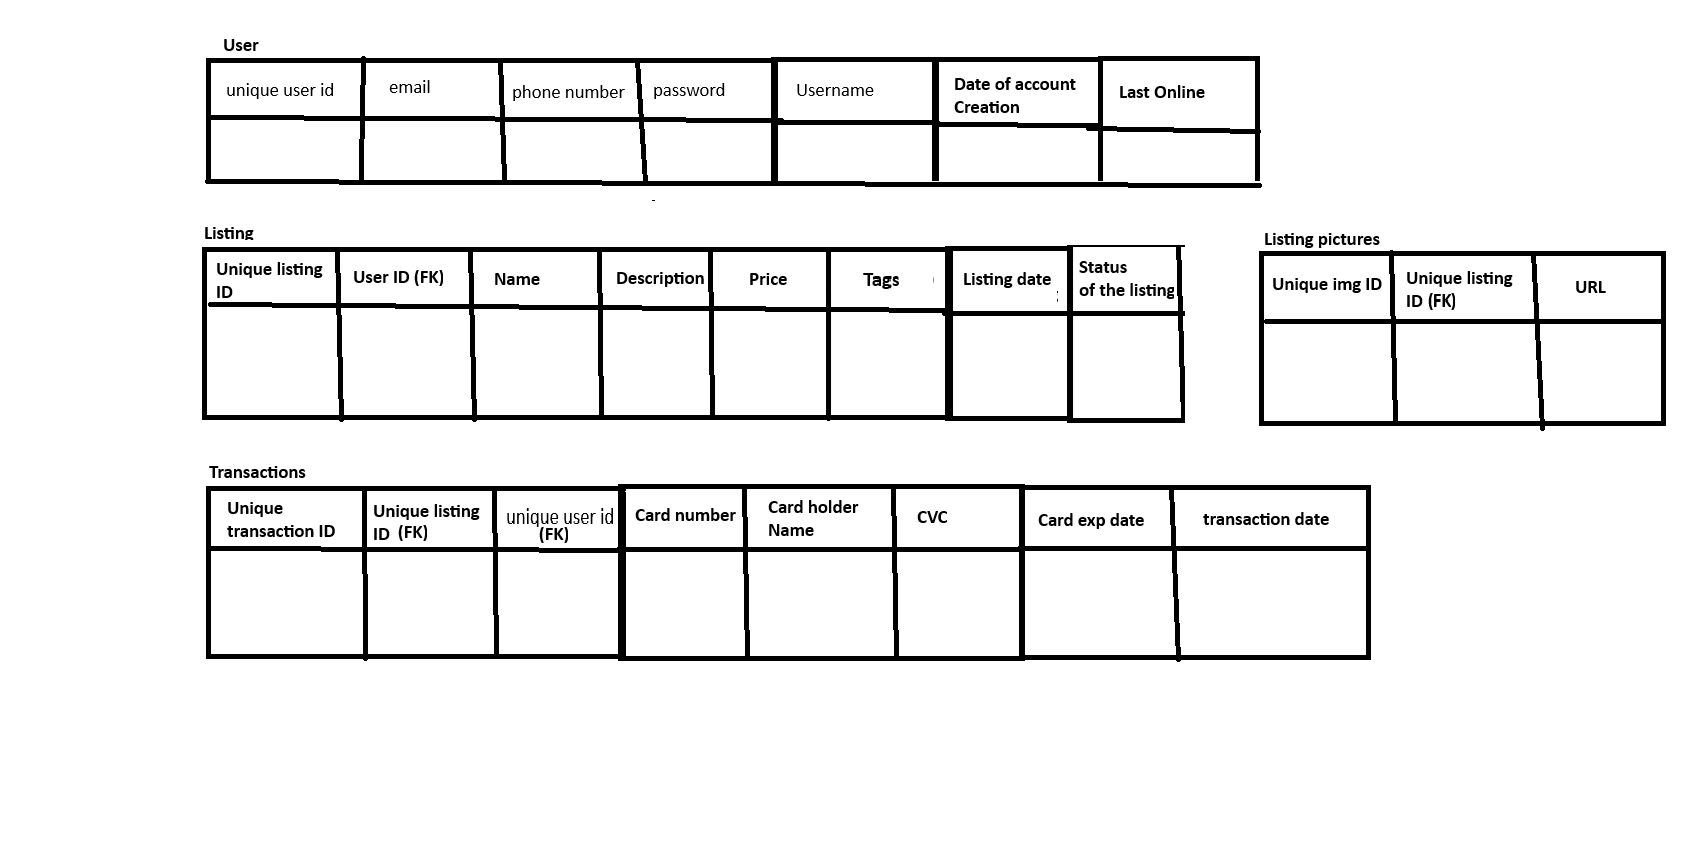 User
unique user id
email
phone number
password
Username
Date of account
Creation
Last Online
Listing
Unique listing
ID
User ID (FK)
Name
Description
Price
Tags
Listing date
Status
of the listing
Listing pictures
Unique img ID
Unique listing
ID (FK)
URL
Transactions
Unique
transaction ID
Unique listing
ID (FK)
unique user id
(FK)
Card number
Card holder
Name
CVC
Card exp date
transaction date